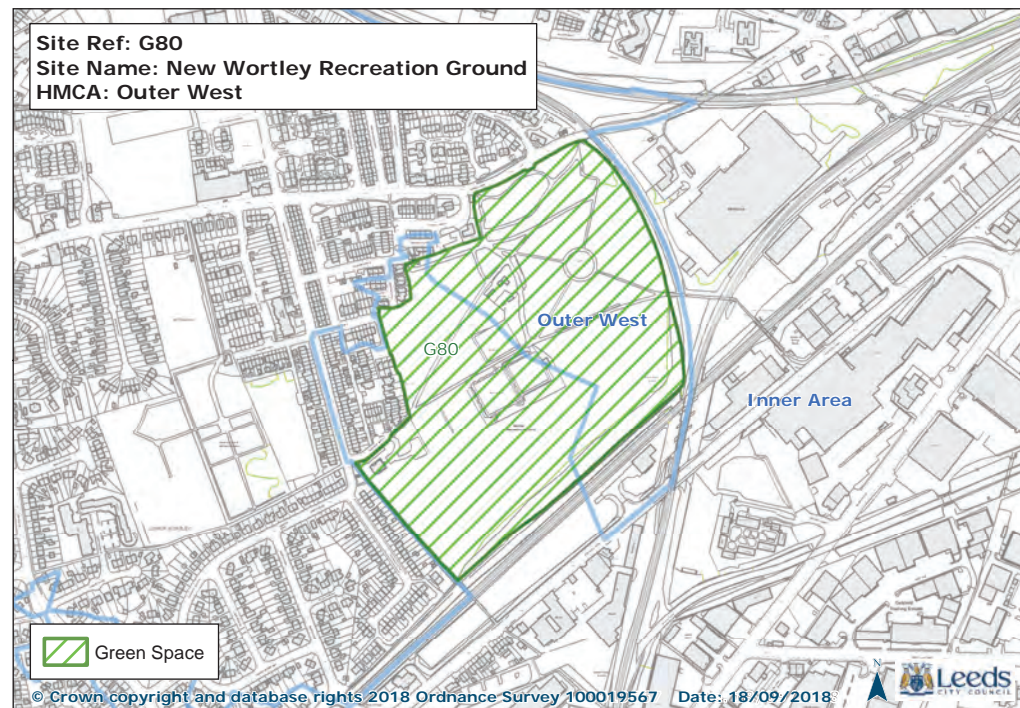 Site Ref: G80
Site Name: New Wortley Recreation Ground
HMCA: Outer West
Outer West
G80
Inner Area
Green Space
© Crown copyright and database rights 2018 Ordnance Survey 100019567 Date: 18/09/2018
N
Leeds
CITY COUNCIL